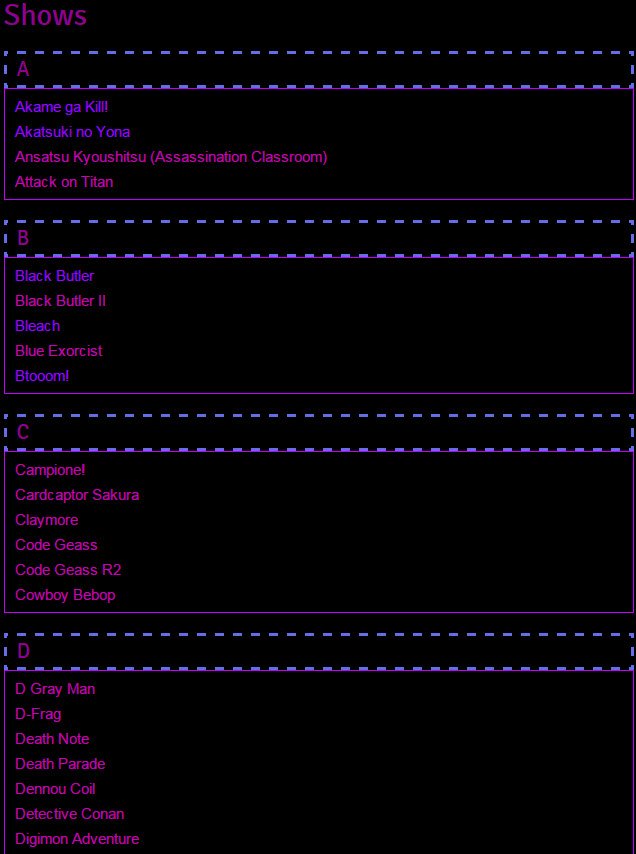 Shows
A
Akame ga Kill!
Akatsuki no Yona
Ansatsu Kyoushitsu (Assassination Classroom)
Attack on Titan
B
Black Butler
Black Butler II
Bleach
Blue Exorcist
Btooom!
C
Campione!
Cardcaptor Sakura
Claymore
Code Geass
Code Geass R2
Cowboy Bebop
D
D Gray Man
D-Frag
Death Note
Death Parade
Dennou Coil
Detective Conan
Digimon Adventure